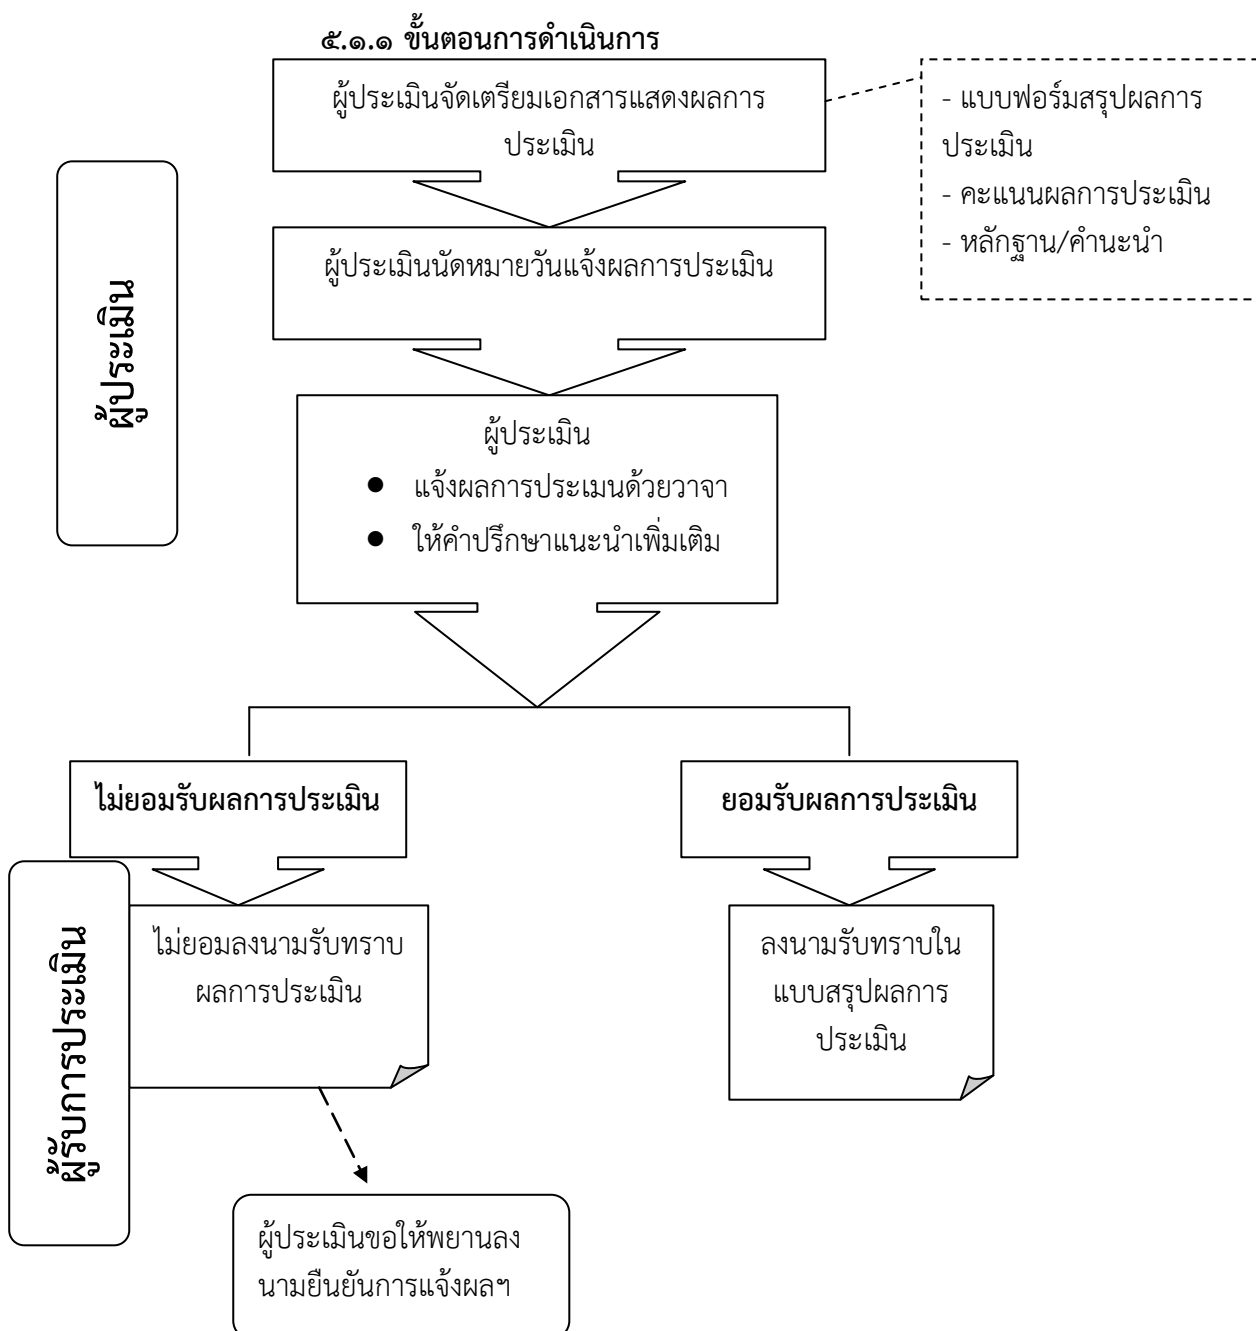 ๕.๑.๑ ขั้นตอนการดำเนินการ
ผู้ประเมินจัดเตรียมเอกสารแสดงผลการ
ประเมิน
- แบบฟอร์มสรุปผลการ
ประเมิน
- คะแนนผลการประเมิน
- หลักฐาน/คำนะนำ
ผู้ประเมินนัดหมายวันแจ้งผลการประเมิน
ผู้ประเมิน
ผู้ประเมิน
● แจ้งผลการประเมนด้วยวาจา
● ให้คำปรึกษาแนะนำเพิ่มเติม
ไม่ยอมรับผลการประเมิน
ยอมรับผลการประเมิน
ผู้รับการประเมิน
ไม่ยอมลงนามรับทราบ
ผลการประเมิน
ลงนามรับทราบใน
แบบสรุปผลการ
ประเมิน
ผู้ประเมินขอให้พยานลง
นามยืนยันการแจ้งผลฯ